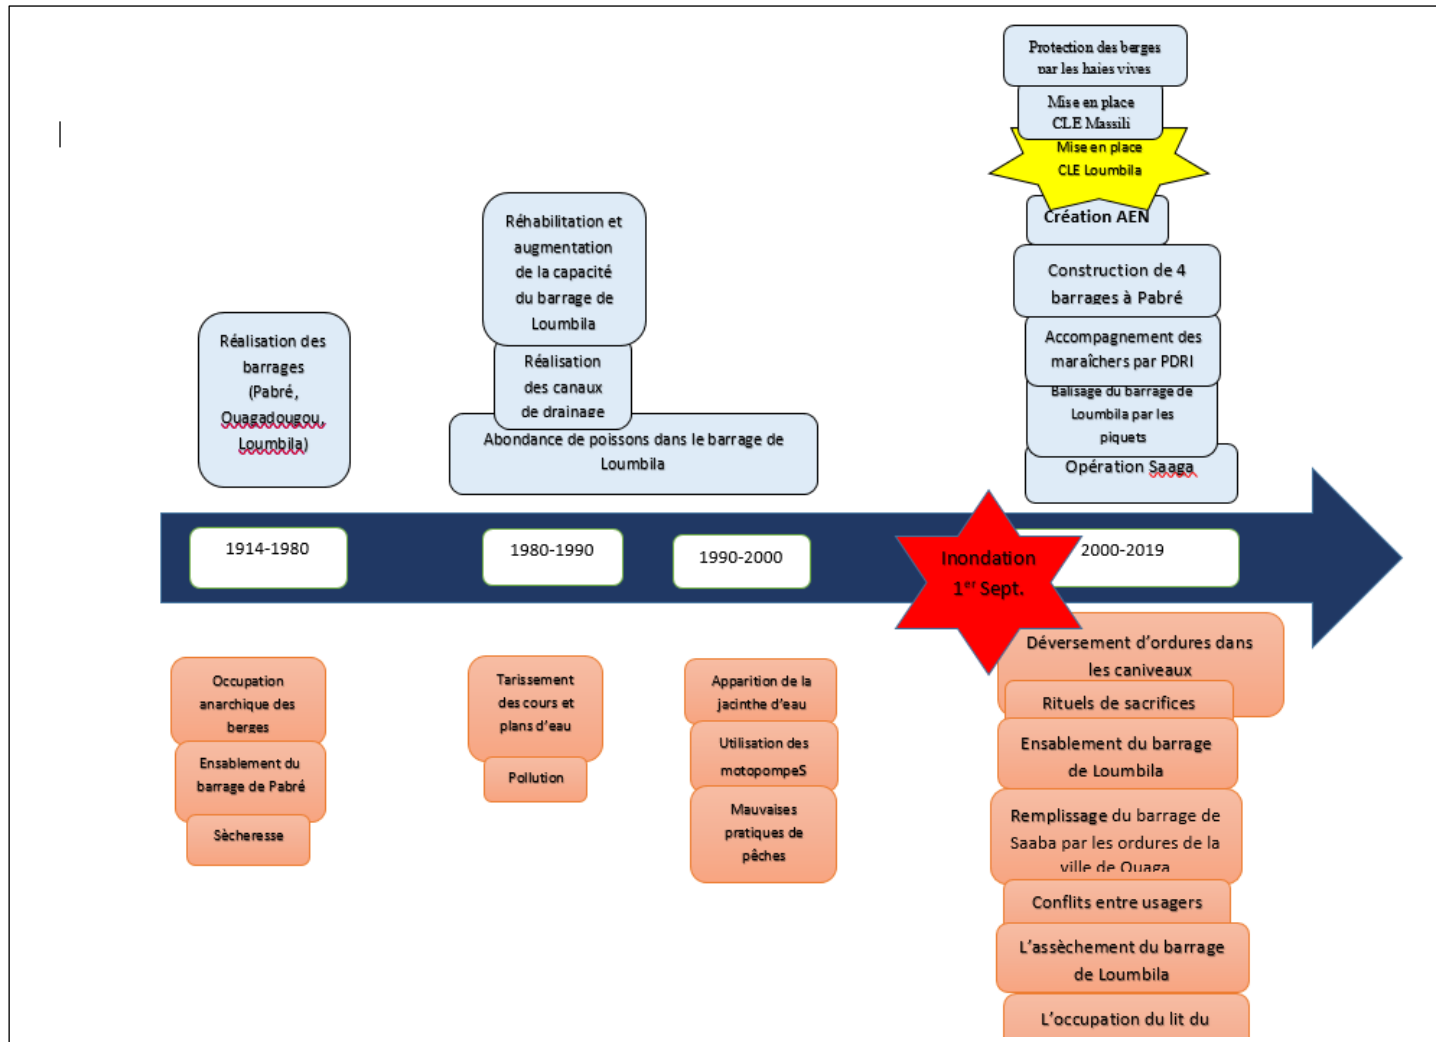 Protection des berges
par les haies vives
Mise en place
CLE Massili
Mise en place
CLE Loumbila
Création AEN
Construction de 4
barrages à Pabré
Accompagnement des
maraîchers par PDRI
Balisage du barrage de
Loumbila par les
piquets
Opération Saaga
Réhabilitation et
augmentation
de la capacité
du barrage de
Loumbila
Réalisation
des canaux
de drainage
Abondance de poissons dans le barrage de
Loumbila
Réalisation des
barrages
(Pabré,
Ouagadougou,
Loumbila)
1914-1980
1980-1990
1990-2000
Inondation
1er Sept.
2000-2019
Occupation
anarchique des
berges
Ensablement du
barrage de Pabré
Sècheresse
Tarissement
des cours et
plans d'eau
Pollution
Apparition de la
jacinthe d'eau
Utilisation des
motopompeS
Mauvaises
pratiques de
pêches
Déversement d'ordures dans
les caniveaux
Rituels de sacrifices
Ensablement du barrage
de Loumbila
Remplissage du barrage de
Saaba par les ordures de la
ville de Ouaga
Conflits entre usagers
L'assèchement du barrage
de Loumbila
L'occupation du lit du